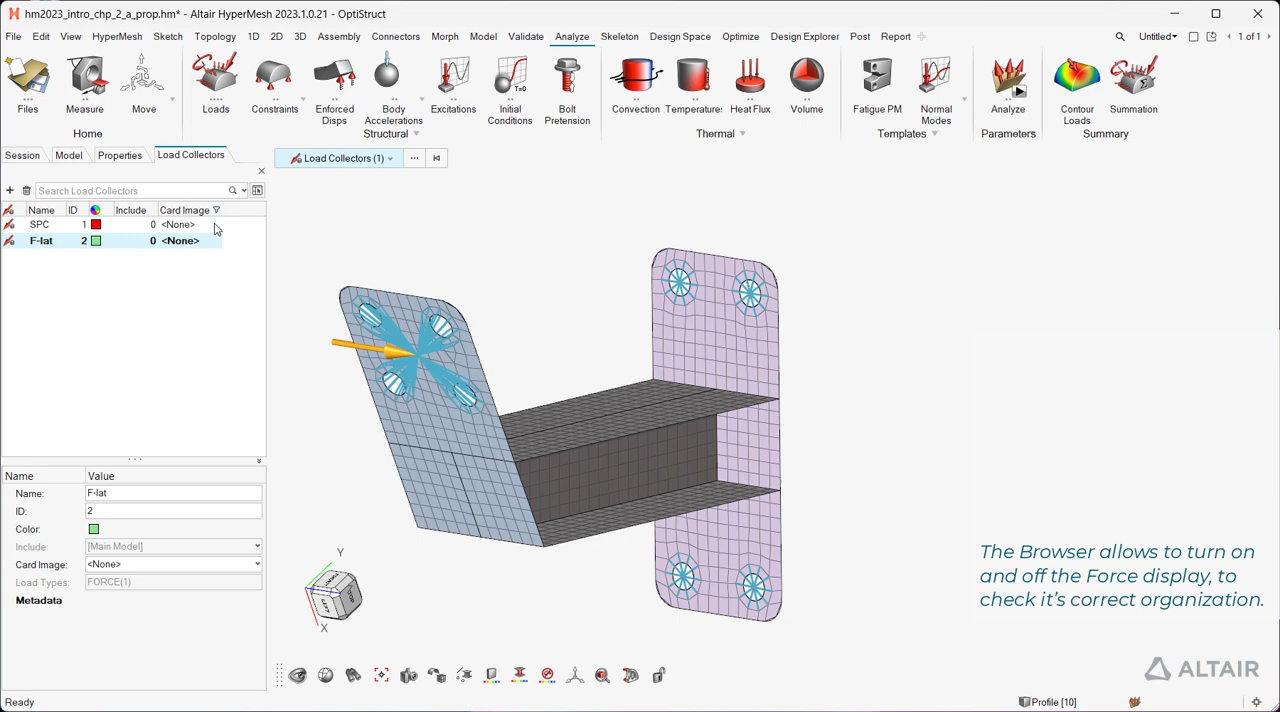 hm2023_intro_chp_2_a_prop.hm* - Altair HyperMesh 2023.1.0.21 - OptiStruct
File Edit View HyperMesh Sketch Topology 1D 2D 3D Assembly Connectors Morph Model Validate Analyze Skeleton Design Space Optimize Design Explorer Post Report Untitled 1 of 1
T=0
Files Measure Move Loads Constraints Enforced Disps Body Accelerations Excitations Initial Conditions Bolt Pretension Convection Temperature: Heat Flux Volume Fatigue PM Normal Modes Analyze Contour Loads Summation
Home Structural Thermal Templates Parameters Summary
Session Model Properties Load Collectors
Load Collectors (1)
Search Load Collectors
Name ID Include Card Image
SPC 1 0 <None>
F-lat 2 0 <None>
Name Value
Name: F-lat
ID: 2
Color:
Include: [Main Model]
Card Image: <None>
Load Types: FORCE(1)
Metadata
Y
LEFT
X
The Browser allows to turn on
and off the Force display, to
check it's correct organization.
ALTAIR
Ready Profile [10]